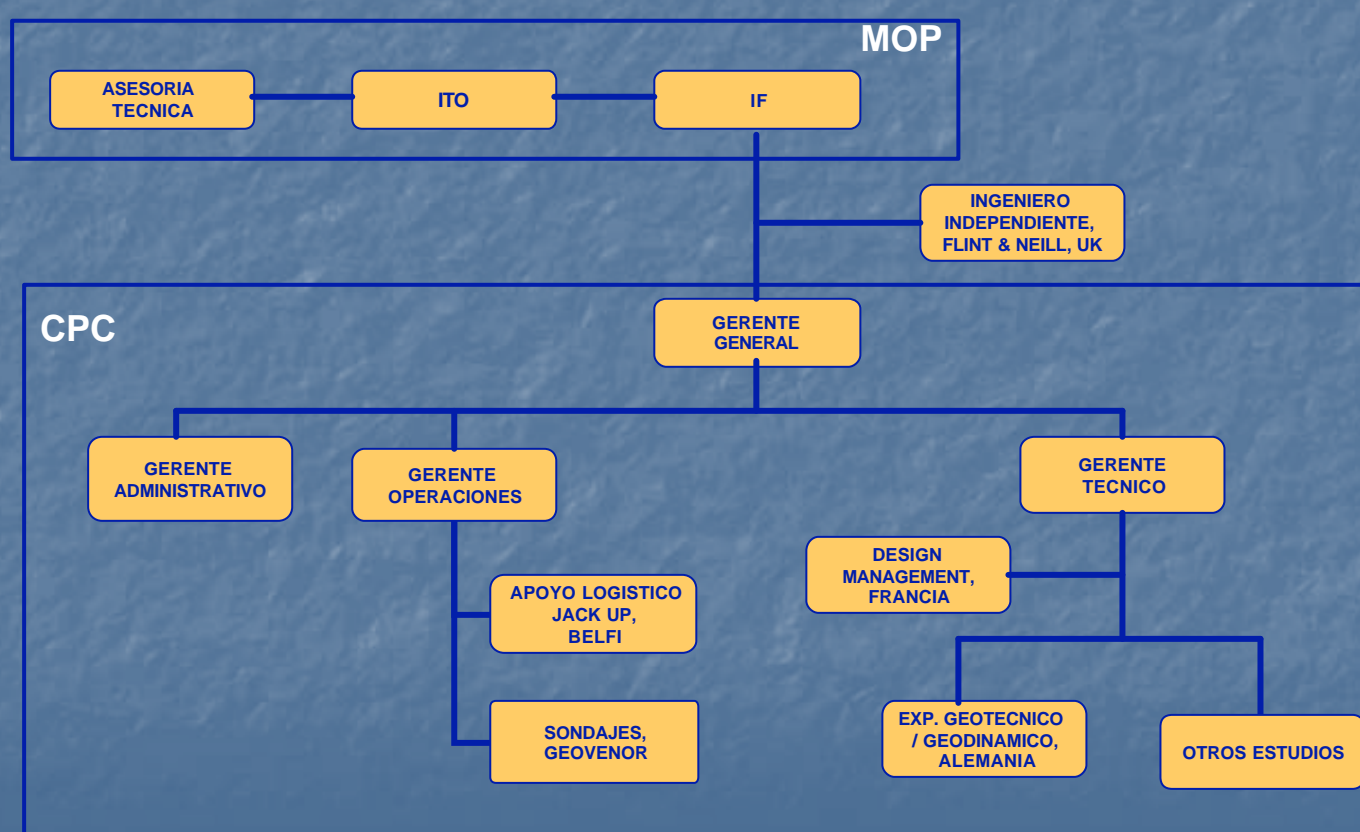 MOP
ASESORIA
TECNICA
ITO
IF
INGENIERO
INDEPENDIENTE,
FLINT & NEILL, UK
CPC
GERENTE
GENERAL
GERENTE
ADMINISTRATIVO
GERENTE
OPERACIONES
GERENTE
TECNICO
DESIGN
MANAGEMENT,
FRANCIA
APOYO LOGISTICO
JACK UP,
BELFI
SONDAJES,
GEOVENOR
EXP. GEOTECNICO
/ GEODINAMICO,
ALEMANIA
OTROS ESTUDIOS